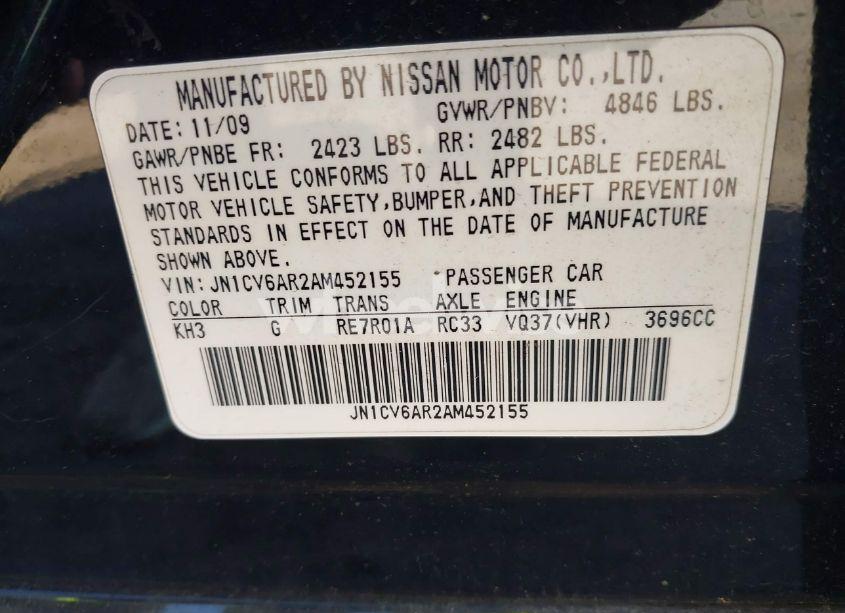 MANUFACTURED BY NISSAN MOTOR CO.,LTD.
DATE: 11/09 GVWR/PNBV: 4846 LBS.
GAWR/PNBE FR: 2423 LBS. RR: 2482 LBS.
THIS VEHICLE CONFORMS TO ALL APPLICABLE FEDERAL
MOTOR VEHICLE SAFETY,BUMPER,AND THEFT PREVENTION
STANDARDS IN EFFECT ON THE DATE OF MANUFACTURE
SHOWN ABOVE.
VIN: JN1CV6AR2AM452155 PASSENGER CAR
COLOR TRIM TRANS AXLE ENGINE
KH3 G RE7R01A RC33 VQ37(VHR) 3696CC
JN1CV6AR2AM452155